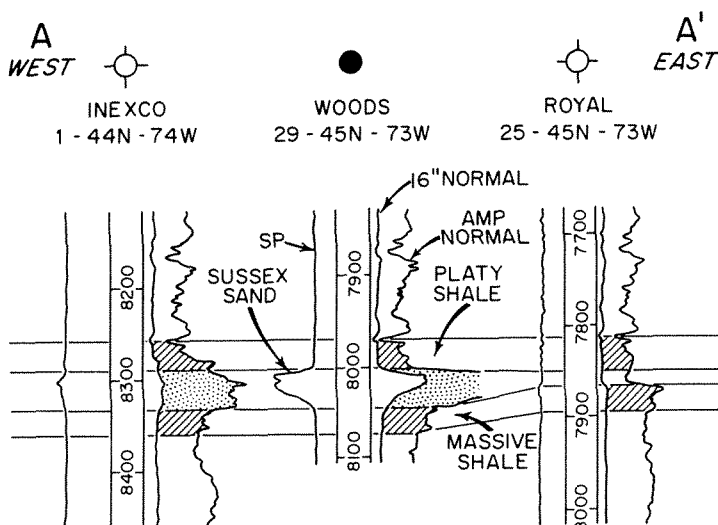 A
A'
WEST
EAST
INEXCO
WOODS
ROYAL
1 - 44N - 74W
29 - 45N - 73W
25 - 45N - 73W
16" NORMAL
AMP
NORMAL
SP
SUSSEX
SAND
PLATY
SHALE
MASSIVE
SHALE
8200
8300
8400
7900
8000
8100
7700
7800
7900
8000